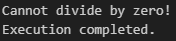 Cannot divide by zero!
Execution completed.